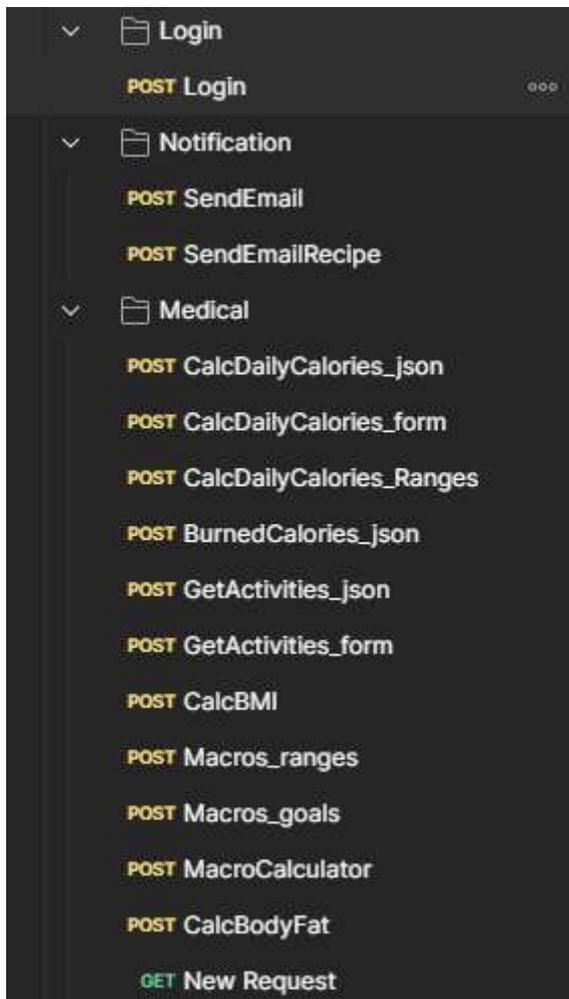 Login
POST Login
Notification
POST SendEmail
POST SendEmailRecipe
Medical
POST CalcDailyCalories_json
POST CalcDailyCalories_form
POST CalcDailyCalories_Ranges
POST BurnedCalories_json
POST GetActivities_json
POST GetActivities_form
POST CalcBMI
POST Macros_ranges
POST Macros_goals
POST MacroCalculator
POST CalcBodyFat
GET New Request